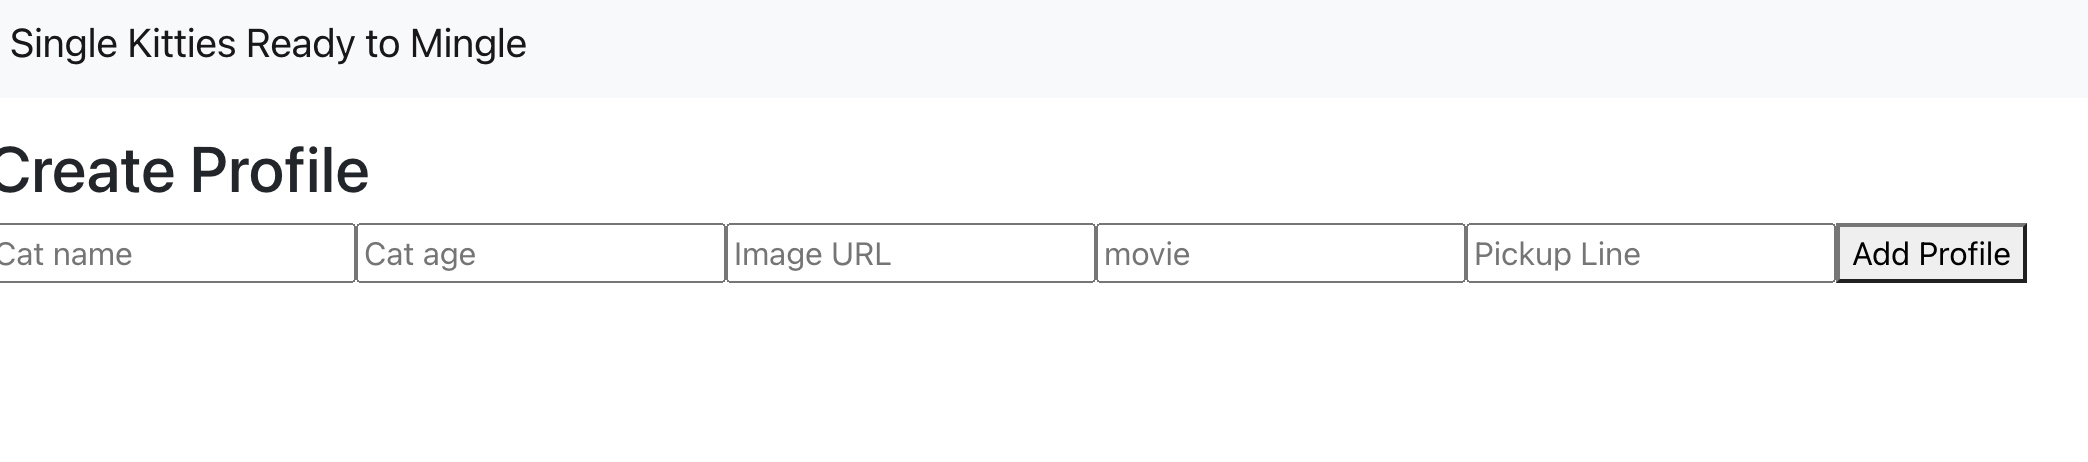 Single Kitties Ready to Mingle
Create Profile
Cat name Cat age Image URL movie Pickup Line Add Profile